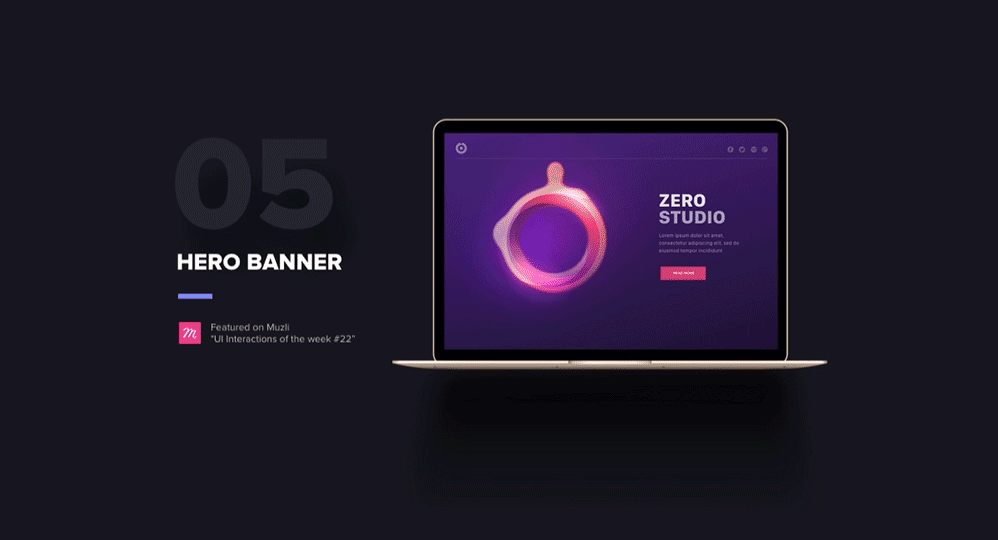 05
HERO BANNER
Featured on Muzli
"UI Interactions of the week #22"
ZERO
STUDIO
Lorem ipsum dolor sit amet,
consectetur adipiscing elit, sed do
eiusmod tempor incididunt
READ MORE